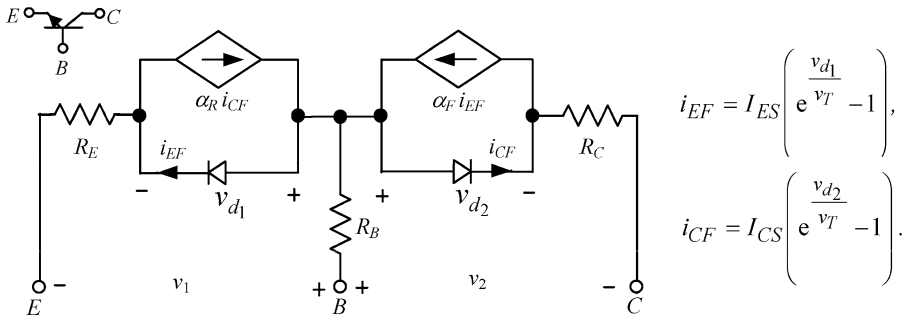 E C
B
α_R i_CF α_F i_EF
R_E i_EF i_CF R_C
- + + -
v_d1 v_d2
R_B
v_1 v_2
- + + -
E B C
i_EF = I_ES ( e^(v_d1/v_T) - 1 ),
i_CF = I_CS ( e^(v_d2/v_T) - 1 ).